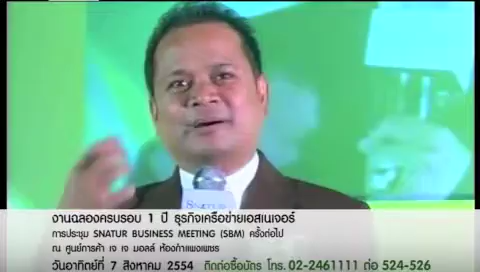 SNATUR
งานฉลองครบรอบ 1 ปี ธุรกิจเครือข่ายเอสเนเจอร์
การประชุม SNATUR BUSINESS MEETING (SBM) ครั้งต่อไป
ณ ศูนย์การค้า เจ เจ มอลล์ ห้องกำแพงเพชร
วันอาทิตย์ที่ 7 สิงหาคม 2554 ติดต่อซื้อบัตร โทร. 02-2461111 ต่อ 524-526